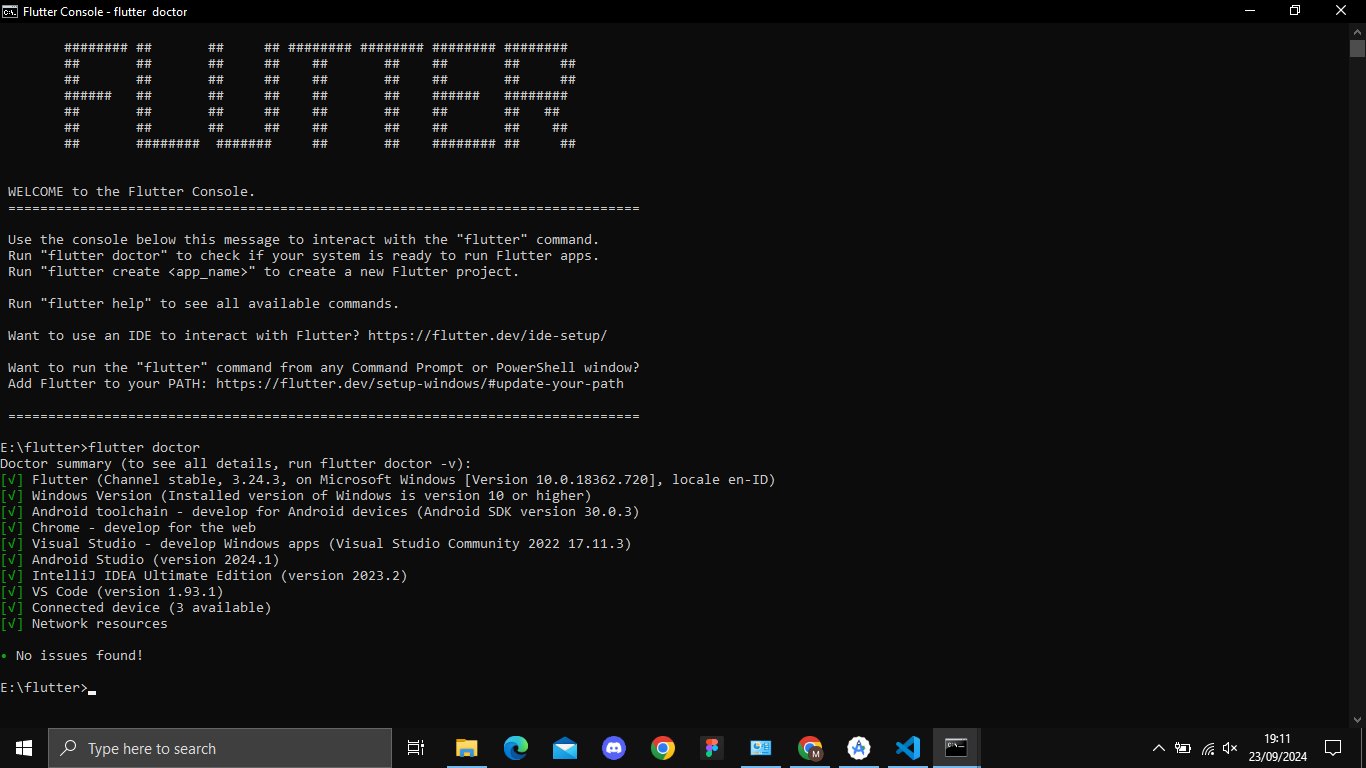 Flutter Console - flutter  doctor
FLUTTER
WELCOME to the Flutter Console.
================================================================================
Use the console below this message to interact with the "flutter" command.
Run "flutter doctor" to check if your system is ready to run Flutter apps.
Run "flutter create <app_name>" to create a new Flutter project.
Run "flutter help" to see all available commands.
Want to use an IDE to interact with Flutter? https://flutter.dev/ide-setup/
Want to run the "flutter" command from any Command Prompt or PowerShell window?
Add Flutter to your PATH: https://flutter.dev/setup-windows/#update-your-path
================================================================================
E:\flutter>flutter doctor
Doctor summary (to see all details, run flutter doctor -v):
[√] Flutter (Channel stable, 3.24.3, on Microsoft Windows [Version 10.0.18362.720], locale en-ID)
[√] Windows Version (Installed version of Windows is version 10 or higher)
[√] Android toolchain - develop for Android devices (Android SDK version 30.0.3)
[√] Chrome - develop for the web
[√] Visual Studio - develop Windows apps (Visual Studio Community 2022 17.11.3)
[√] Android Studio (version 2024.1)
[√] IntelliJ IDEA Ultimate Edition (version 2023.2)
[√] VS Code (version 1.93.1)
[√] Connected device (3 available)
[√] Network resources
• No issues found!
E:\flutter>
Type here to search
M
19:11
23/09/2024